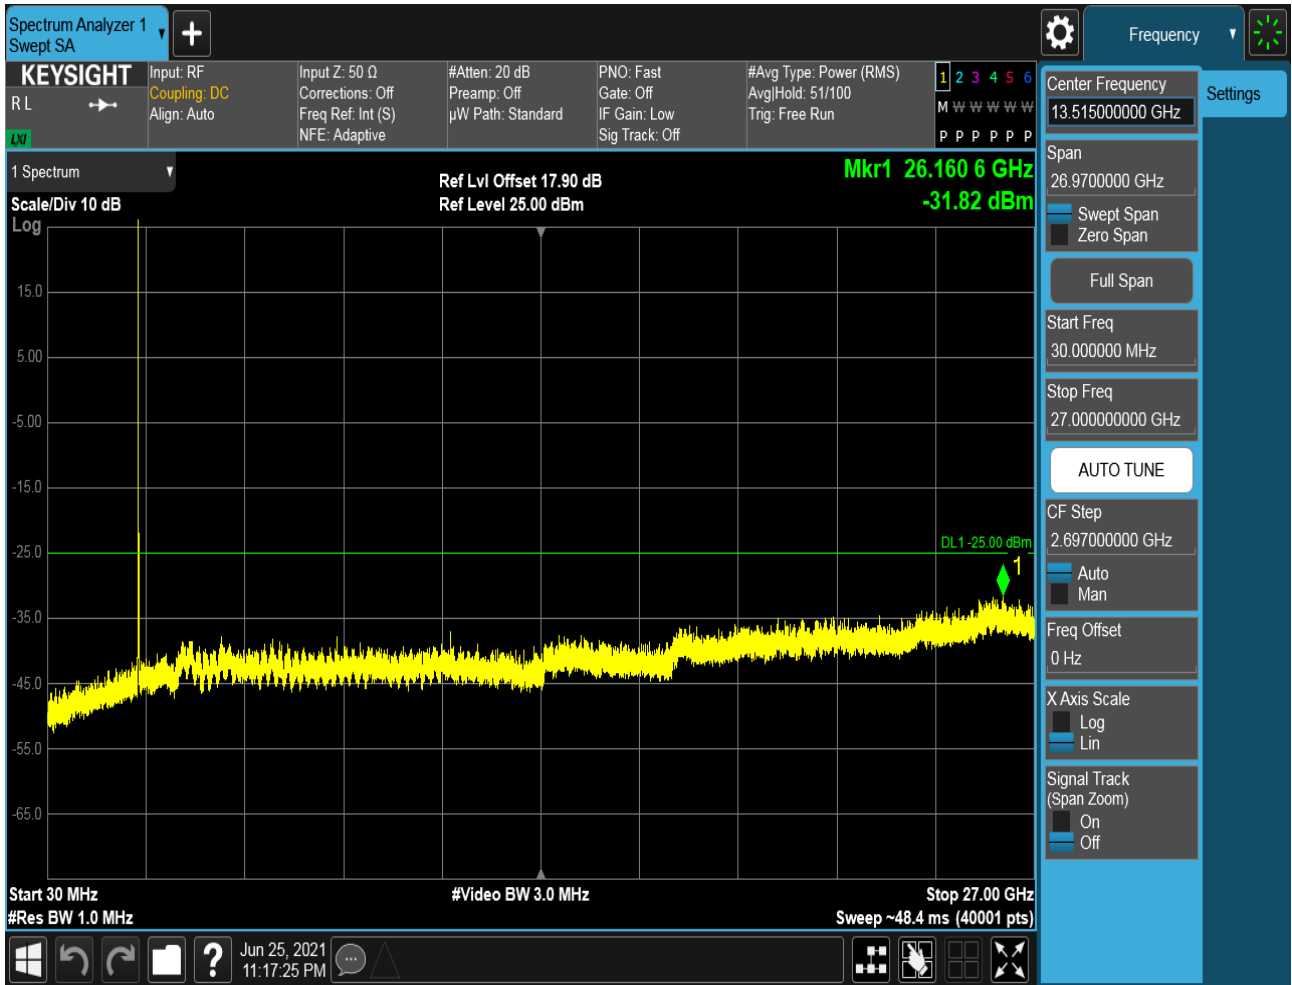 Spectrum Analyzer 1
Swept SA
Frequency
KEYSIGHT
R L
LXI
Input: RF
Coupling: DC
Align: Auto
Input Z: 50 Ω
Corrections: Off
Freq Ref: Int (S)
NFE: Adaptive
#Atten: 20 dB
Preamp: Off
µW Path: Standard
PNO: Fast
Gate: Off
IF Gain: Low
Sig Track: Off
#Avg Type: Power (RMS)
Avg|Hold: 51/100
Trig: Free Run
1 2 3 4 5 6
M W W W W W
P P P P P P
1 Spectrum
Scale/Div 10 dB
Log
Ref Lvl Offset 17.90 dB
Ref Level 25.00 dBm
Mkr1 26.160 6 GHz
-31.82 dBm
15.0
5.00
-5.00
-15.0
-25.0
-35.0
-45.0
-55.0
-65.0
DL1 -25.00 dBm
1
Start 30 MHz
#Res BW 1.0 MHz
#Video BW 3.0 MHz
Stop 27.00 GHz
Sweep ~48.4 ms (40001 pts)
Center Frequency
13.515000000 GHz
Settings
Span
26.9700000 GHz
Swept Span
Zero Span
Full Span
Start Freq
30.000000 MHz
Stop Freq
27.000000000 GHz
AUTO TUNE
CF Step
2.697000000 GHz
Auto
Man
Freq Offset
0 Hz
X Axis Scale
Log
Lin
Signal Track
(Span Zoom)
On
Off
?
Jun 25, 2021
11:17:25 PM